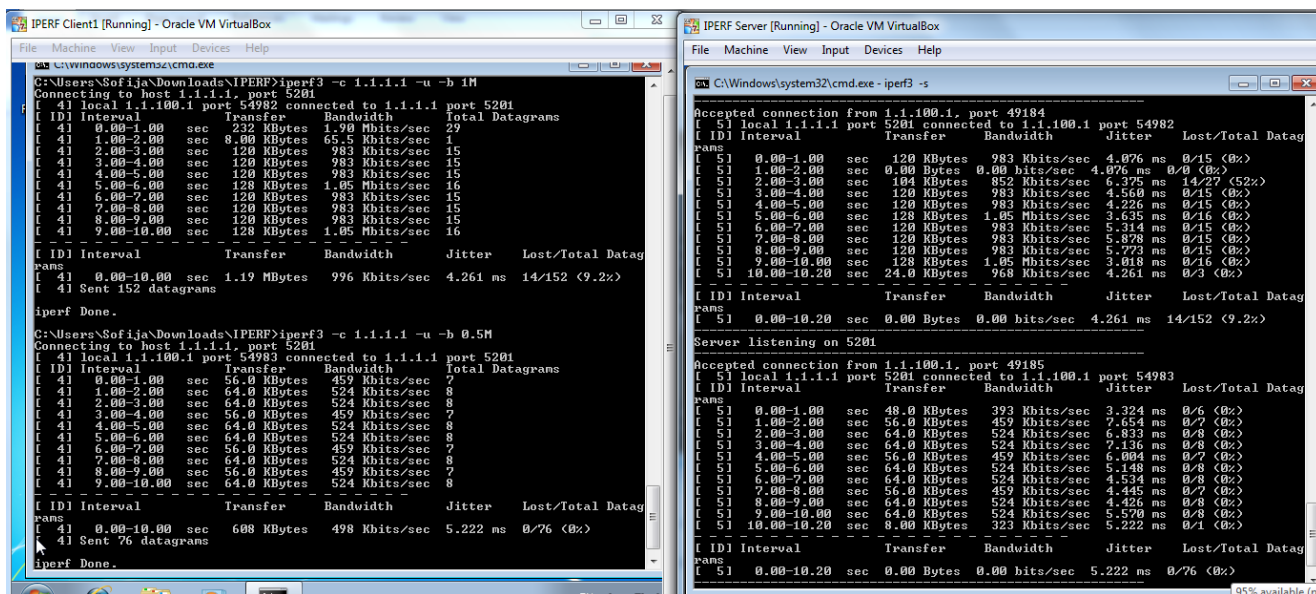 IPERF Client1 [Running] - Oracle VM VirtualBox
File Machine View Input Devices Help
C:\Windows\system32\cmd.exe
C:\Users\Sofija\Downloads\IPERF>iperf3 -c 1.1.1.1 -u -b 1M
Connecting to host 1.1.1.1, port 5201
[  4] local 1.1.100.1 port 54982 connected to 1.1.1.1 port 5201
[ ID] Interval Transfer Bandwidth Total Datagrams
[  4] 0.00-1.00 sec 232 KBytes 1.90 Mbits/sec 29
[  4] 1.00-2.00 sec 8.00 KBytes 65.5 Kbits/sec 1
[  4] 2.00-3.00 sec 120 KBytes 983 Kbits/sec 15
[  4] 3.00-4.00 sec 120 KBytes 983 Kbits/sec 15
[  4] 4.00-5.00 sec 120 KBytes 983 Kbits/sec 15
[  4] 5.00-6.00 sec 128 KBytes 1.05 Mbits/sec 16
[  4] 6.00-7.00 sec 120 KBytes 983 Kbits/sec 15
[  4] 7.00-8.00 sec 120 KBytes 983 Kbits/sec 15
[  4] 8.00-9.00 sec 120 KBytes 983 Kbits/sec 15
[  4] 9.00-10.00 sec 128 KBytes 1.05 Mbits/sec 16
- - - - - - - - - - - - - - - - - - - - - - - - -
[ ID] Interval Transfer Bandwidth Jitter Lost/Total Datag
rams
[  4] 0.00-10.00 sec 1.19 MBytes 996 Kbits/sec 4.261 ms 14/152 (9.2%)
[  4] Sent 152 datagrams
iperf Done.
C:\Users\Sofija\Downloads\IPERF>iperf3 -c 1.1.1.1 -u -b 0.5M
Connecting to host 1.1.1.1, port 5201
[  4] local 1.1.100.1 port 54983 connected to 1.1.1.1 port 5201
[ ID] Interval Transfer Bandwidth Total Datagrams
[  4] 0.00-1.00 sec 56.0 KBytes 459 Kbits/sec 7
[  4] 1.00-2.00 sec 64.0 KBytes 524 Kbits/sec 8
[  4] 2.00-3.00 sec 64.0 KBytes 524 Kbits/sec 8
[  4] 3.00-4.00 sec 56.0 KBytes 459 Kbits/sec 7
[  4] 4.00-5.00 sec 64.0 KBytes 524 Kbits/sec 8
[  4] 5.00-6.00 sec 64.0 KBytes 524 Kbits/sec 8
[  4] 6.00-7.00 sec 56.0 KBytes 459 Kbits/sec 7
[  4] 7.00-8.00 sec 64.0 KBytes 524 Kbits/sec 8
[  4] 8.00-9.00 sec 56.0 KBytes 459 Kbits/sec 7
[  4] 9.00-10.00 sec 64.0 KBytes 524 Kbits/sec 8
- - - - - - - - - - - - - - - - - - - - - - - - -
[ ID] Interval Transfer Bandwidth Jitter Lost/Total Datag
rams
[  4] 0.00-10.00 sec 608 KBytes 498 Kbits/sec 5.222 ms 0/76 (0%)
4] Sent 76 datagrams
iperf Done.
IPERF Server [Running] - Oracle VM VirtualBox
File Machine View Input Devices Help
C:\Windows\system32\cmd.exe - iperf3 -s
Accepted connection from 1.1.100.1, port 49184
[  5] local 1.1.1.1 port 5201 connected to 1.1.100.1 port 54982
[ ID] Interval Transfer Bandwidth Jitter Lost/Total Datag
rams
[  5] 0.00-1.00 sec 120 KBytes 983 Kbits/sec 4.076 ms 0/15 (0%)
[  5] 1.00-2.00 sec 0.00 Bytes 0.00 bits/sec 4.076 ms 0/0 (0%)
[  5] 2.00-3.00 sec 104 KBytes 852 Kbits/sec 6.375 ms 14/27 (52%)
[  5] 3.00-4.00 sec 120 KBytes 983 Kbits/sec 4.560 ms 0/15 (0%)
[  5] 4.00-5.00 sec 120 KBytes 983 Kbits/sec 4.226 ms 0/15 (0%)
[  5] 5.00-6.00 sec 128 KBytes 1.05 Mbits/sec 3.635 ms 0/16 (0%)
[  5] 6.00-7.00 sec 120 KBytes 983 Kbits/sec 5.314 ms 0/15 (0%)
[  5] 7.00-8.00 sec 120 KBytes 983 Kbits/sec 5.878 ms 0/15 (0%)
[  5] 8.00-9.00 sec 120 KBytes 983 Kbits/sec 5.773 ms 0/15 (0%)
[  5] 9.00-10.00 sec 128 KBytes 1.05 Mbits/sec 3.018 ms 0/16 (0%)
[  5] 10.00-10.20 sec 24.0 KBytes 968 Kbits/sec 4.261 ms 0/3 (0%)
- - - - - - - - - - - - - - - - - - - - - - - - -
[ ID] Interval Transfer Bandwidth Jitter Lost/Total Datag
rams
[  5] 0.00-10.20 sec 0.00 Bytes 0.00 bits/sec 4.261 ms 14/152 (9.2%)
Server listening on 5201
Accepted connection from 1.1.100.1, port 49185
[  5] local 1.1.1.1 port 5201 connected to 1.1.100.1 port 54983
[ ID] Interval Transfer Bandwidth Jitter Lost/Total Datag
rams
[  5] 0.00-1.00 sec 48.0 KBytes 393 Kbits/sec 3.324 ms 0/6 (0%)
[  5] 1.00-2.00 sec 56.0 KBytes 459 Kbits/sec 7.654 ms 0/7 (0%)
[  5] 2.00-3.00 sec 64.0 KBytes 524 Kbits/sec 6.833 ms 0/8 (0%)
[  5] 3.00-4.00 sec 64.0 KBytes 524 Kbits/sec 7.136 ms 0/8 (0%)
[  5] 4.00-5.00 sec 56.0 KBytes 459 Kbits/sec 6.004 ms 0/7 (0%)
[  5] 5.00-6.00 sec 64.0 KBytes 524 Kbits/sec 5.148 ms 0/8 (0%)
[  5] 6.00-7.00 sec 64.0 KBytes 524 Kbits/sec 4.534 ms 0/8 (0%)
[  5] 7.00-8.00 sec 56.0 KBytes 459 Kbits/sec 4.445 ms 0/7 (0%)
[  5] 8.00-9.00 sec 64.0 KBytes 524 Kbits/sec 4.426 ms 0/8 (0%)
[  5] 9.00-10.00 sec 64.0 KBytes 524 Kbits/sec 5.570 ms 0/8 (0%)
[  5] 10.00-10.20 sec 8.00 KBytes 323 Kbits/sec 5.222 ms 0/1 (0%)
- - - - - - - - - - - - - - - - - - - - - - - - -
[ ID] Interval Transfer Bandwidth Jitter Lost/Total Datag
rams
[  5] 0.00-10.20 sec 0.00 Bytes 0.00 bits/sec 5.222 ms 0/76 (0%)
95% available